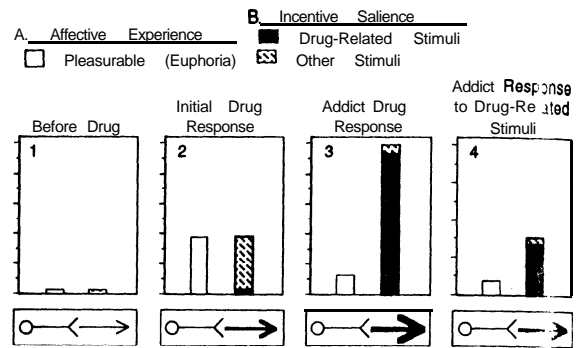 A. Affective Experience
Pleasurable (Euphoria)
B. Incentive Salience
Drug-Related Stimuli
Other Stimuli
Before Drug
1
Initial Drug
Response
2
Addict Drug
Response
3
Addict Response
to Drug-Related
Stimuli
4